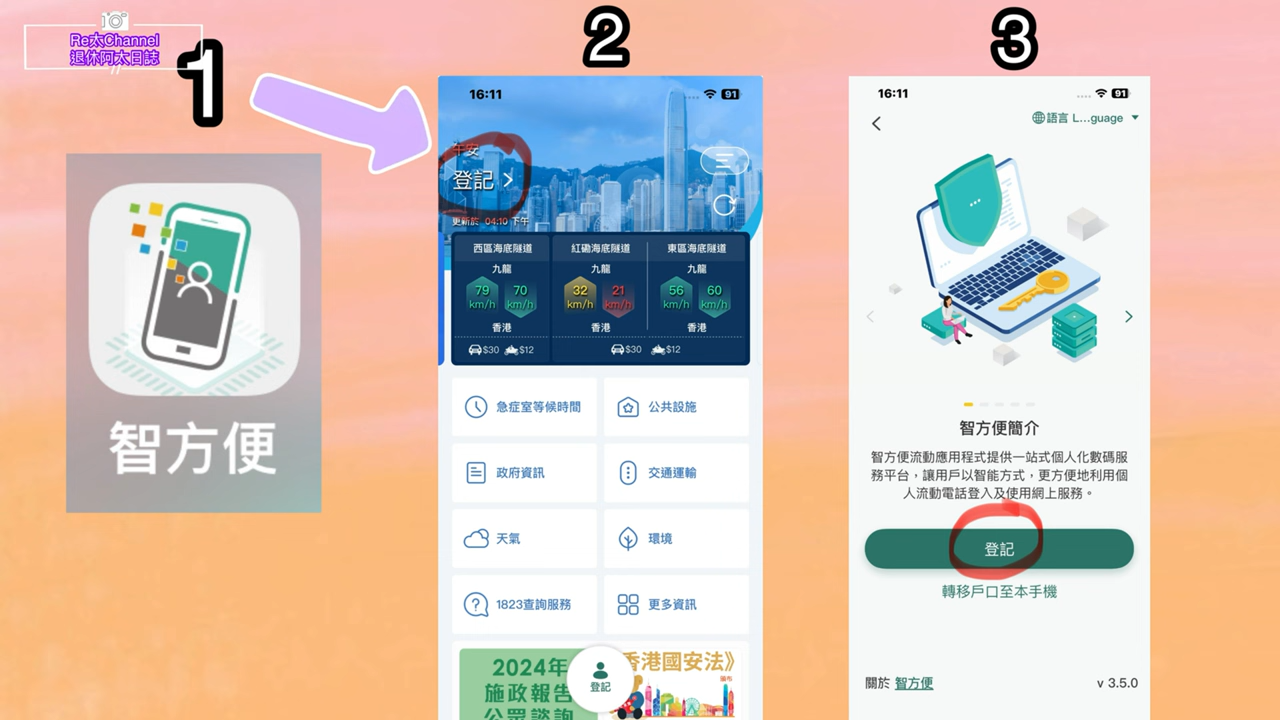 Re太Channel
退休阿太日誌
1
智方便
2
16:11
91
午安
登記
更新於 04:10 下午
西區海底隧道 紅磡海底隧道 東區海底隧道
九龍 九龍 九龍
79 km/h 70 km/h 32 km/h 21 km/h 56 km/h 60 km/h
香港 香港 香港
$30 $12 $30 $12
急症室等候時間 公共設施
政府資訊 交通運輸
天氣 環境
1823查詢服務 更多資訊
2024年
施政報告
公眾諮詢
登記
香港國安法》
頒布
3
16:11
91
語言 L...guage
智方便簡介
智方便流動應用程式提供一站式個人化數碼服
務平台，讓用戶以智能方式，更方便地利用個
人流動電話登入及使用網上服務。
登記
轉移戶口至本手機
關於 智方便 v 3.5.0